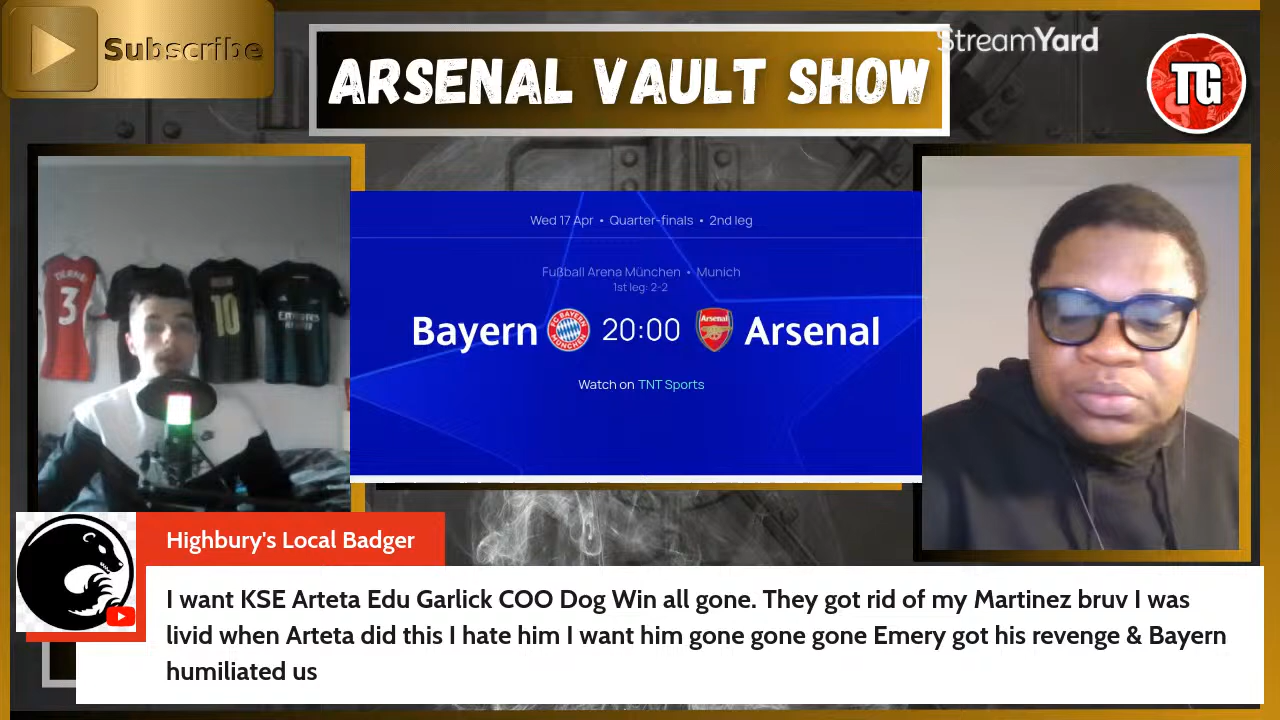 Subscribe
ARSENAL VAULT SHOW
StreamYard
TG
Wed 17 Apr • Quarter-finals • 2nd leg
Fußball Arena München • Munich
1st leg: 2-2
Bayern 20:00 Arsenal
Arsenal
Watch on TNT Sports
3
10
Highbury's Local Badger
I want KSE Arteta Edu Garlick COO Dog Win all gone. They got rid of my Martinez bruv I was
livid when Arteta did this I hate him I want him gone gone gone Emery got his revenge & Bayern
humiliated us